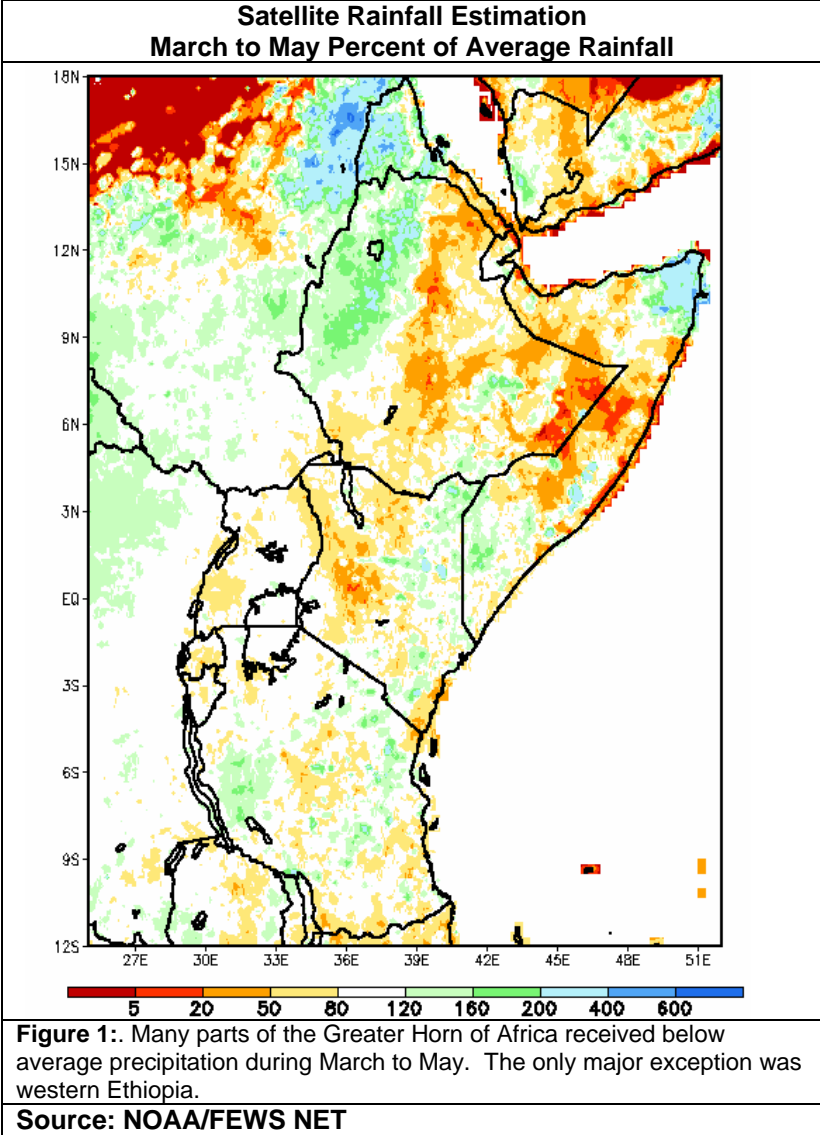 Satellite Rainfall Estimation
March to May Percent of Average Rainfall
18N
15N
12N
9N
6N
3N
EQ
3S
6S
9S
12S
27E 30E 33E 36E 39E 42E 45E 48E 51E
5 20 50 80 120 160 200 400 600
Figure 1:. Many parts of the Greater Horn of Africa received below
average precipitation during March to May. The only major exception was
western Ethiopia.
Source: NOAA/FEWS NET